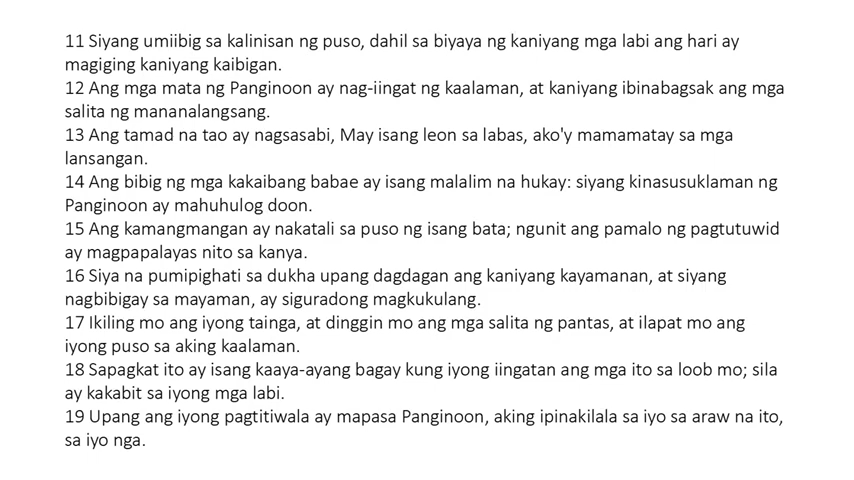 11 Siyang umiibig sa kalinisan ng puso, dahil sa biyaya ng kaniyang mga labi ang hari ay
magiging kaniyang kaibigan.
12 Ang mga mata ng Panginoon ay nag-iingat ng kaalaman, at kaniyang ibinabagsak ang mga
salita ng mananalangsang.
13 Ang tamad na tao ay nagsasabi, May isang leon sa labas, ako'y mamamatay sa mga
lansangan.
14 Ang bibig ng mga kakaibang babae ay isang malalim na hukay: siyang kinasusuklaman ng
Panginoon ay mahuhulog doon.
15 Ang kamangmangan ay nakatali sa puso ng isang bata; ngunit ang pamalo ng pagtutuwid
ay magpapalayas nito sa kanya.
16 Siya na pumipighati sa dukha upang dagdagan ang kaniyang kayamanan, at siyang
nagbibigay sa mayaman, ay siguradong magkukulang.
17 Ikiling mo ang iyong tainga, at dinggin mo ang mga salita ng pantas, at ilapat mo ang
iyong puso sa aking kaalaman.
18 Sapagkat ito ay isang kaaya-ayang bagay kung iyong iingatan ang mga ito sa loob mo; sila
ay kakabit sa iyong mga labi.
19 Upang ang iyong pagtitiwala ay mapasa Panginoon, aking ipinakilala sa iyo sa araw na ito,
sa iyo nga.